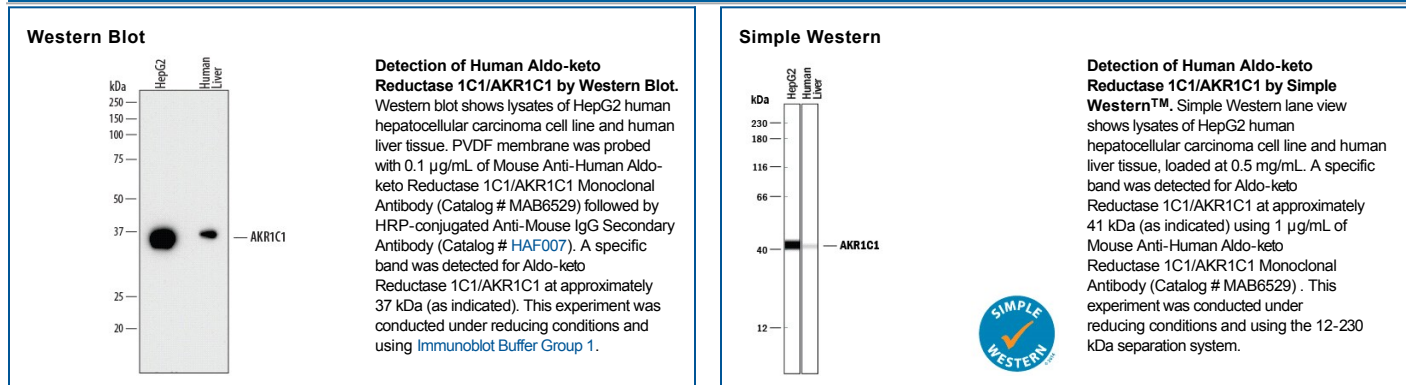 Western Blot
HepG2
Human
Liver
kDa
250
150
100
75
50
37
25
20
AKR1C1
Detection of Human Aldo-keto
Reductase 1C1/AKR1C1 by Western Blot.
Western blot shows lysates of HepG2 human
hepatocellular carcinoma cell line and human
liver tissue. PVDF membrane was probed
with 0.1 µg/mL of Mouse Anti-Human Aldo-
keto Reductase 1C1/AKR1C1 Monoclonal
Antibody (Catalog # MAB6529) followed by
HRP-conjugated Anti-Mouse IgG Secondary
Antibody (Catalog # HAF007). A specific
band was detected for Aldo-keto
Reductase 1C1/AKR1C1 at approximately
37 kDa (as indicated). This experiment was
conducted under reducing conditions and
using Immunoblot Buffer Group 1.
Simple Western
HepG2
Human
Liver
kDa
230
180
116
66
40
12
AKR1C1
SIMPLE
WESTERN
Detection of Human Aldo-keto
Reductase 1C1/AKR1C1 by Simple
Western™. Simple Western lane view
shows lysates of HepG2 human
hepatocellular carcinoma cell line and human
liver tissue, loaded at 0.5 mg/mL. A specific
band was detected for Aldo-keto
Reductase 1C1/AKR1C1 at approximately
41 kDa (as indicated) using 1 µg/mL of
Mouse Anti-Human Aldo-keto
Reductase 1C1/AKR1C1 Monoclonal
Antibody (Catalog # MAB6529) . This
experiment was conducted under
reducing conditions and using the 12-230
kDa separation system.